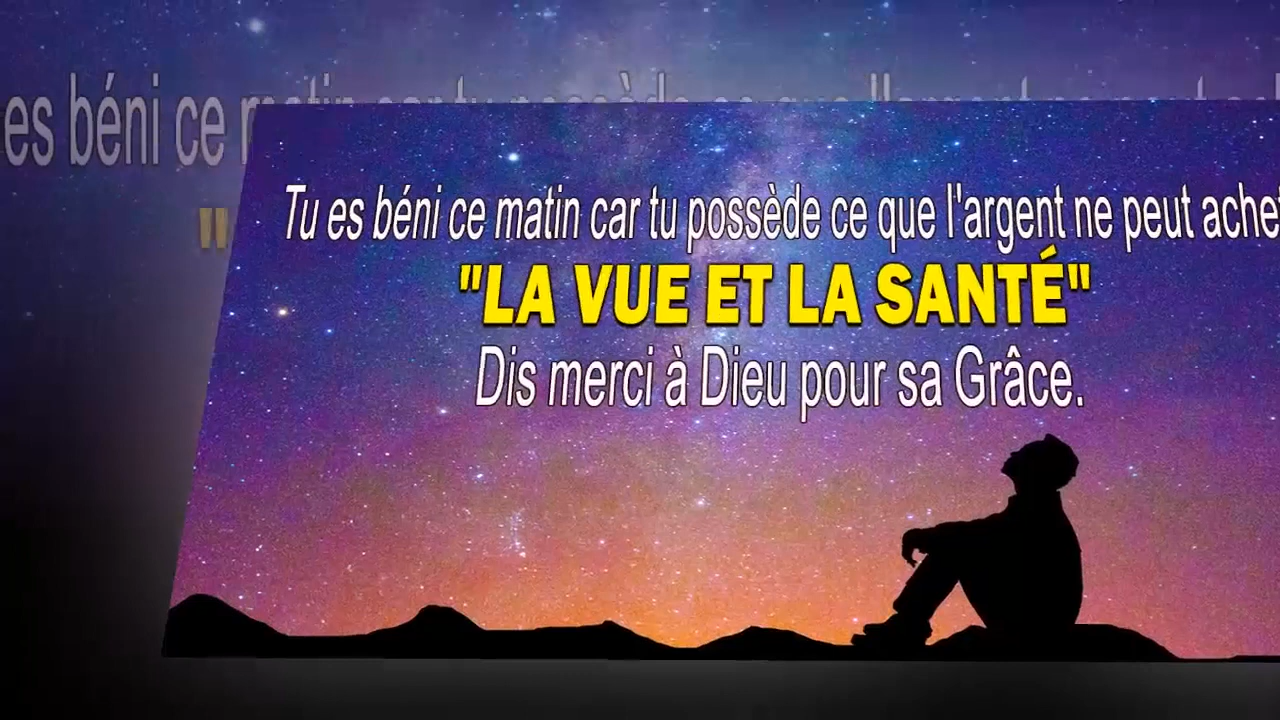 es béni ce
Tu es béni ce matin car tu possède ce que l'argent ne peut
"LA VUE ET LA SANTÉ"
Dis merci à Dieu pour sa Grâce.